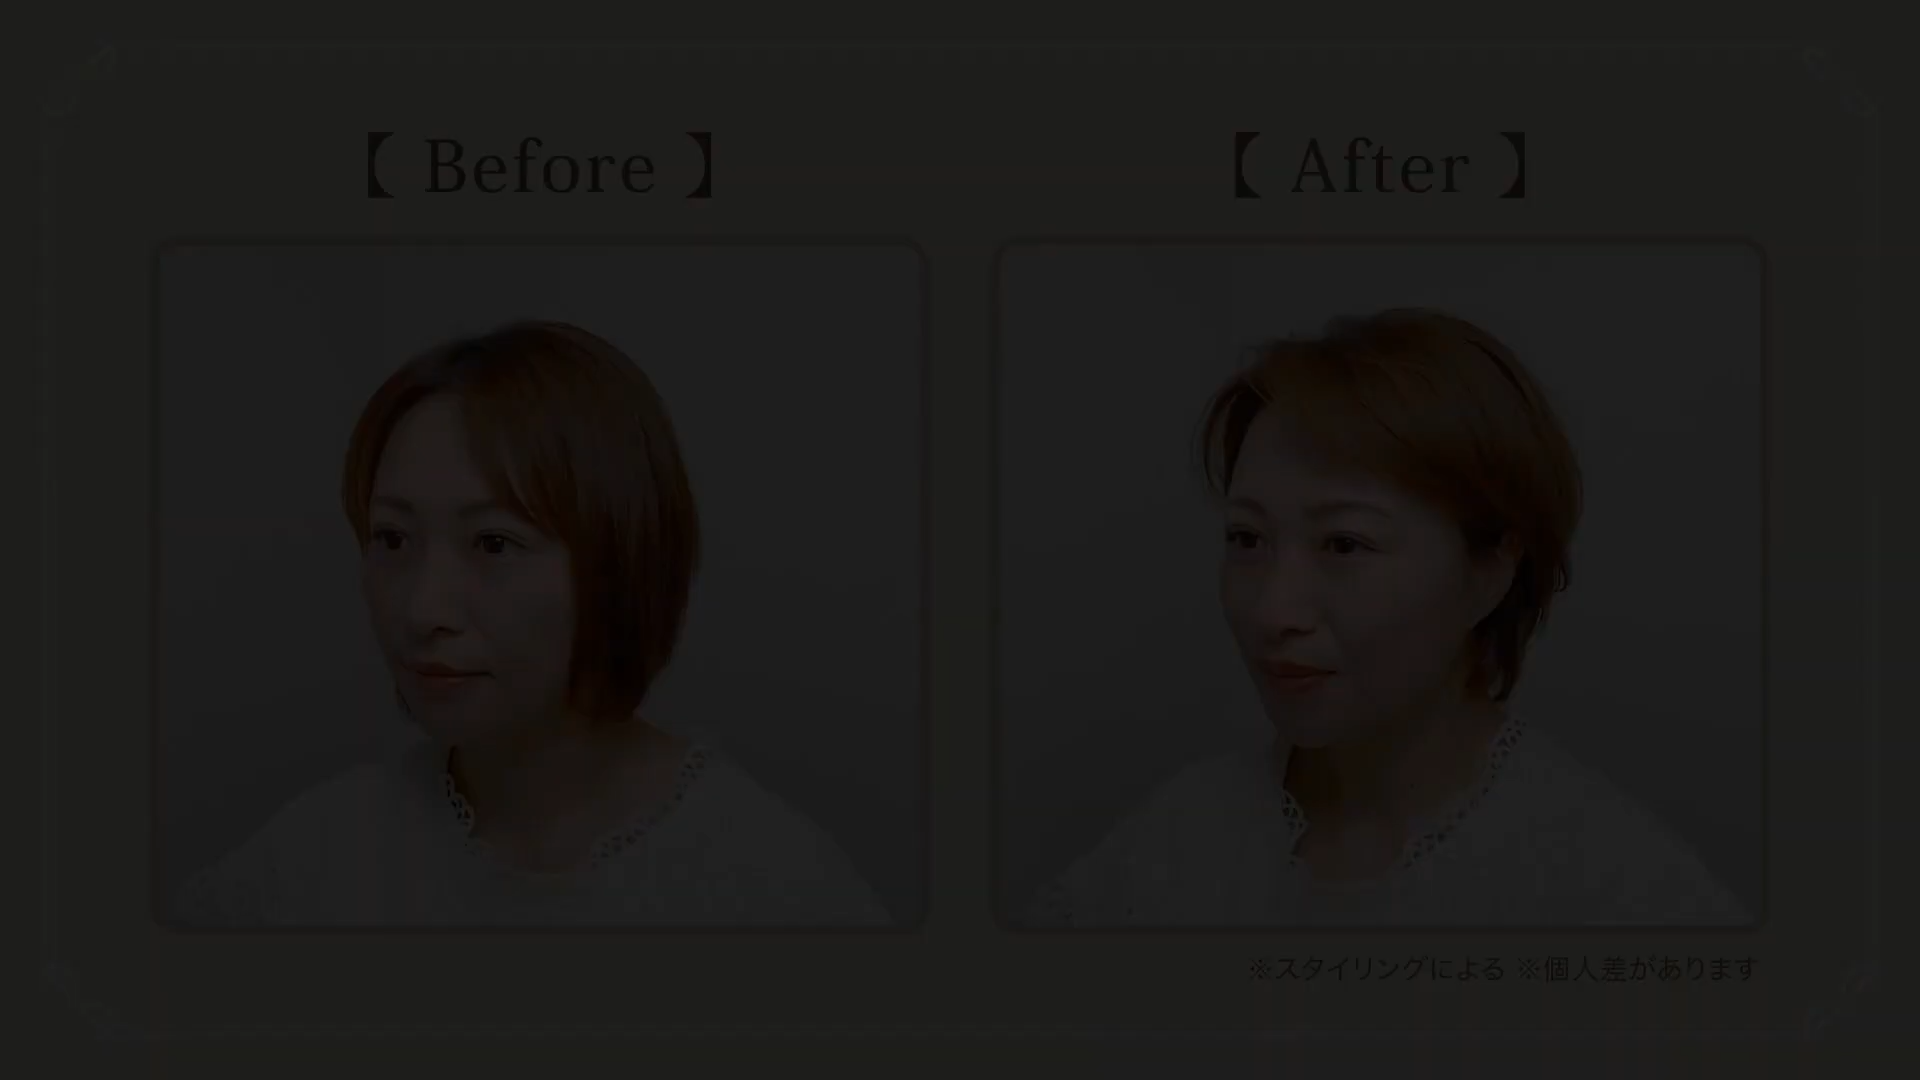 【 Before 】
【 After 】
※スタイリングによる ※個人差があります